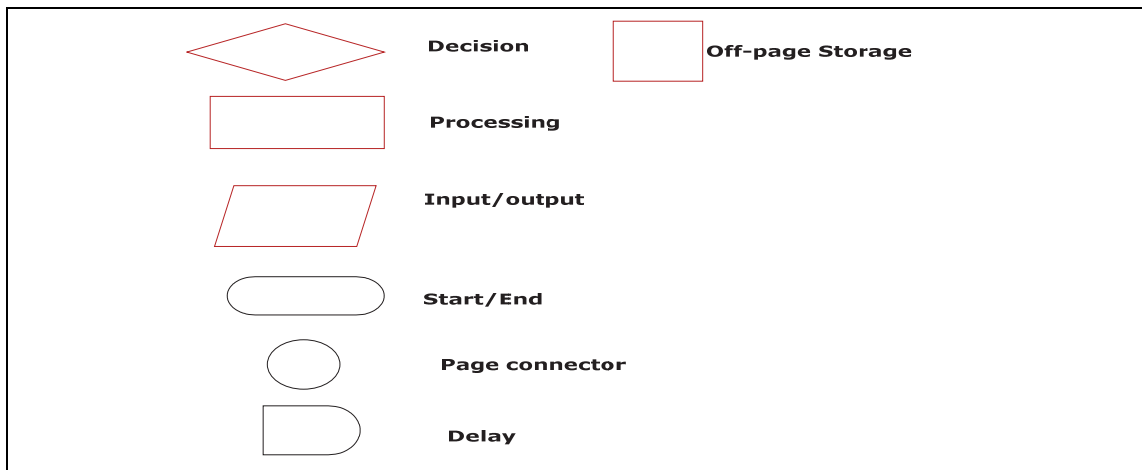 Decision
Off-page Storage
Processing
Input/output
Start/End
Page connector
Delay